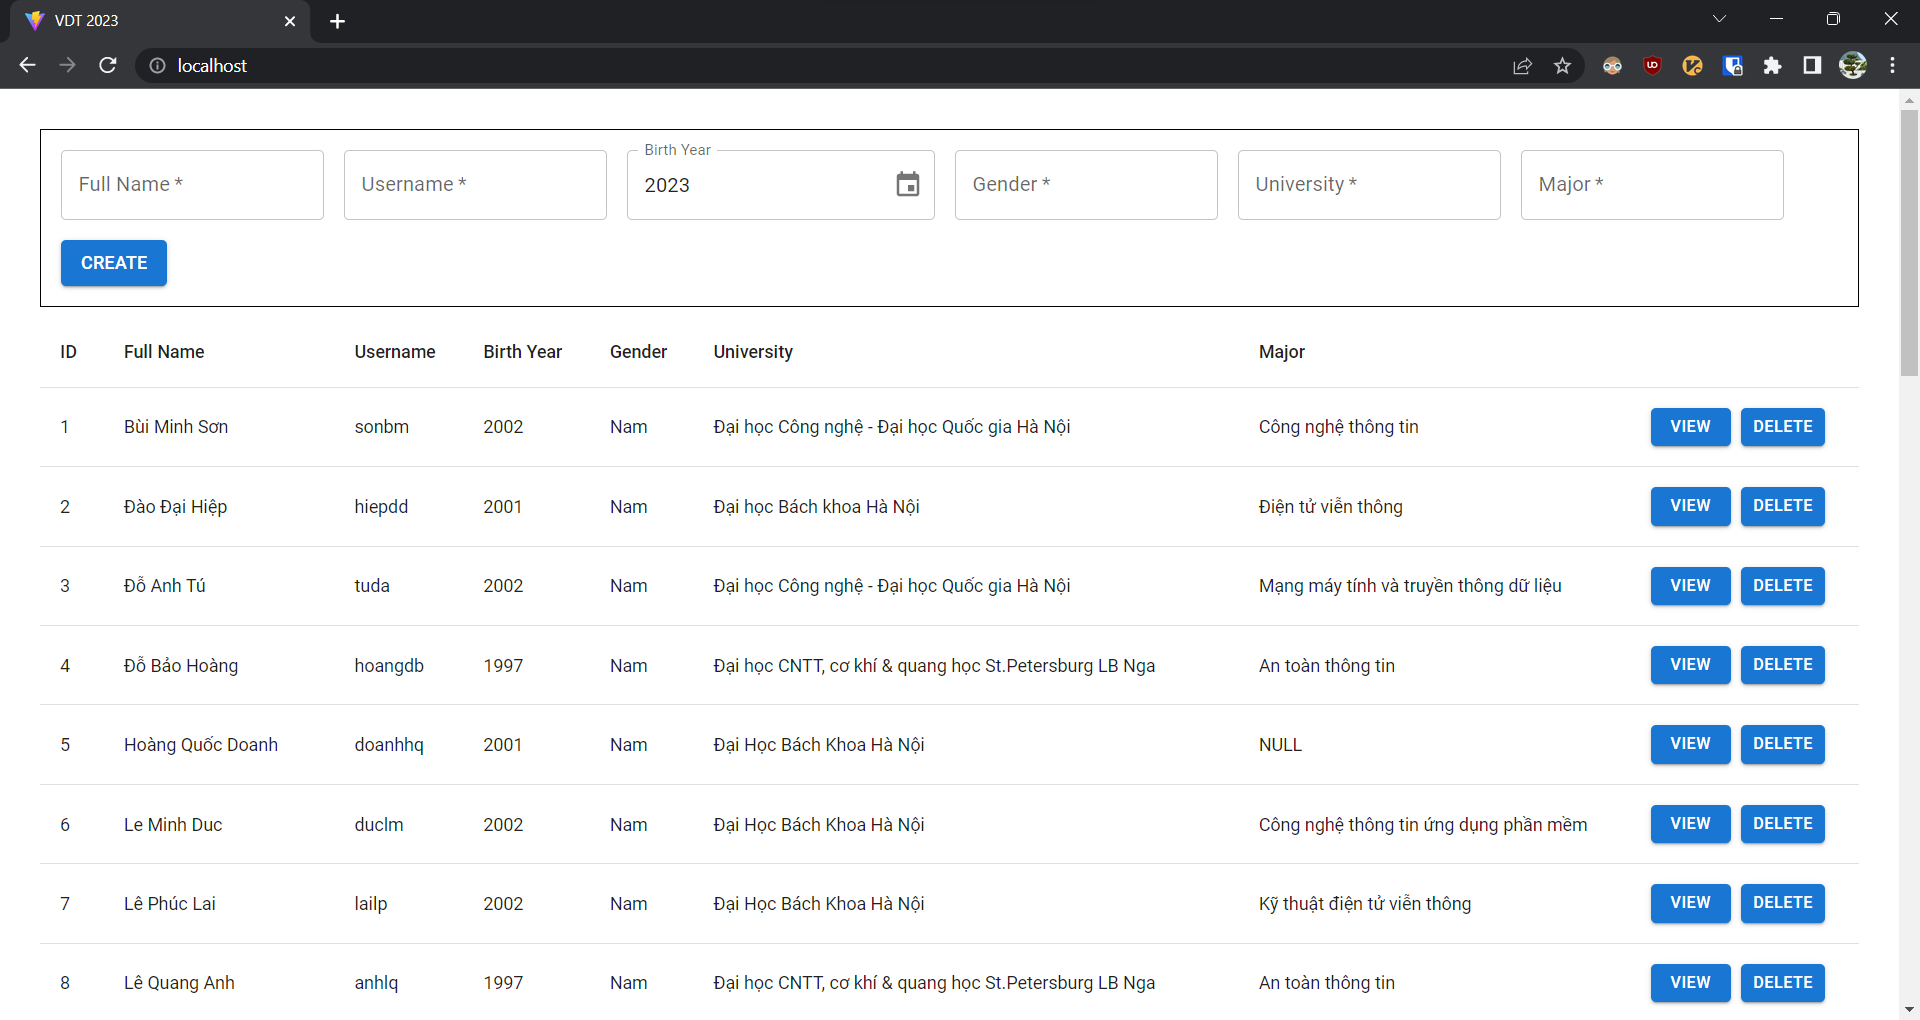 VDT 2023
localhost
Birth Year
Full Name * Username * 2023 Gender * University * Major *
CREATE
ID Full Name Username Birth Year Gender University Major
1 Bùi Minh Sơn sonbm 2002 Nam Đại học Công nghệ - Đại học Quốc gia Hà Nội Công nghệ thông tin VIEW DELETE
2 Đào Đại Hiệp hiepdd 2001 Nam Đại học Bách khoa Hà Nội Điện tử viễn thông VIEW DELETE
3 Đỗ Anh Tú tuda 2002 Nam Đại học Công nghệ - Đại học Quốc gia Hà Nội Mạng máy tính và truyền thông dữ liệu VIEW DELETE
4 Đỗ Bảo Hoàng hoangdb 1997 Nam Đại học CNTT, cơ khí & quang học St.Petersburg LB Nga An toàn thông tin VIEW DELETE
5 Hoàng Quốc Doanh doanhhq 2001 Nam Đại Học Bách Khoa Hà Nội NULL VIEW DELETE
6 Le Minh Duc duclm 2002 Nam Đại Học Bách Khoa Hà Nội Công nghệ thông tin ứng dụng phần mềm VIEW DELETE
7 Lê Phúc Lai lailp 2002 Nam Đại Học Bách Khoa Hà Nội Kỹ thuật điện tử viễn thông VIEW DELETE
8 Lê Quang Anh anhlq 1997 Nam Đại học CNTT, cơ khí & quang học St.Petersburg LB Nga An toàn thông tin VIEW DELETE